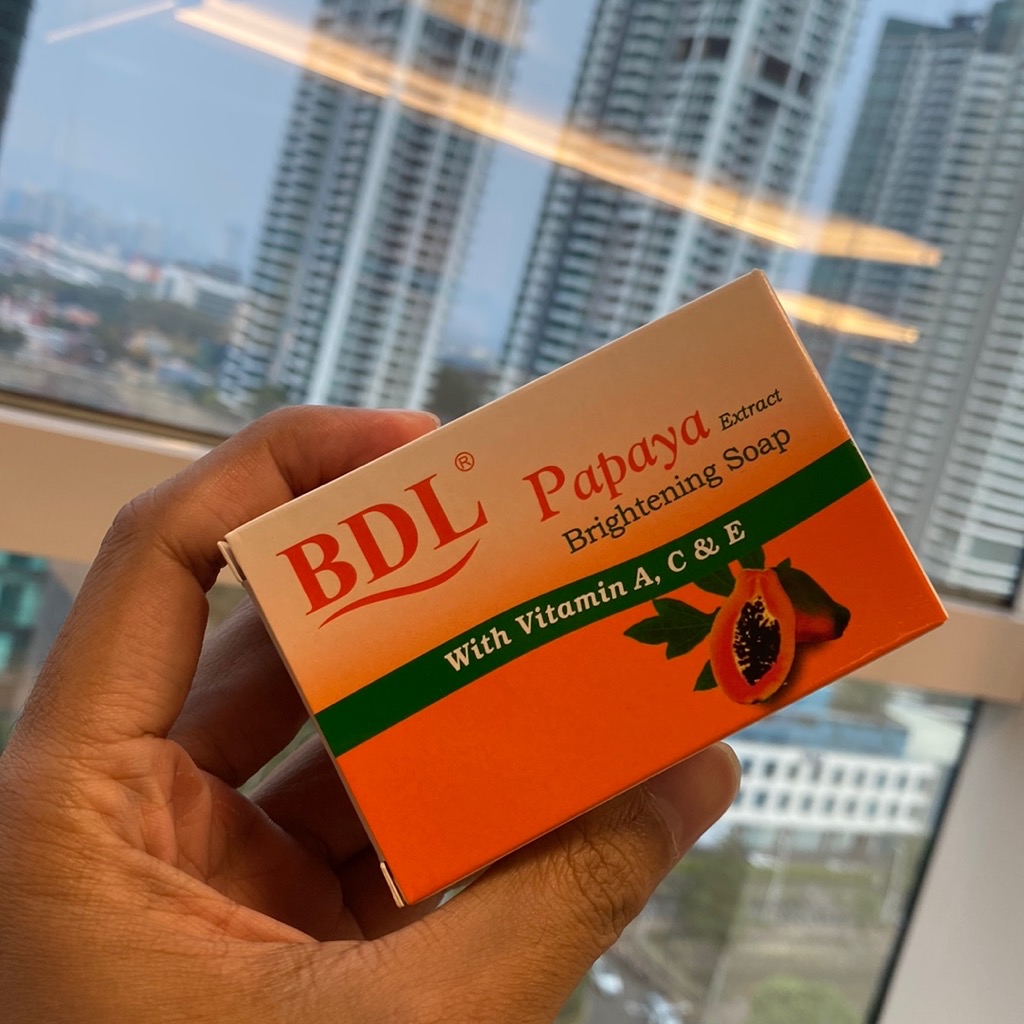 BDL®
Papaya Extract
Brightening Soap
With Vitamin A, C & E